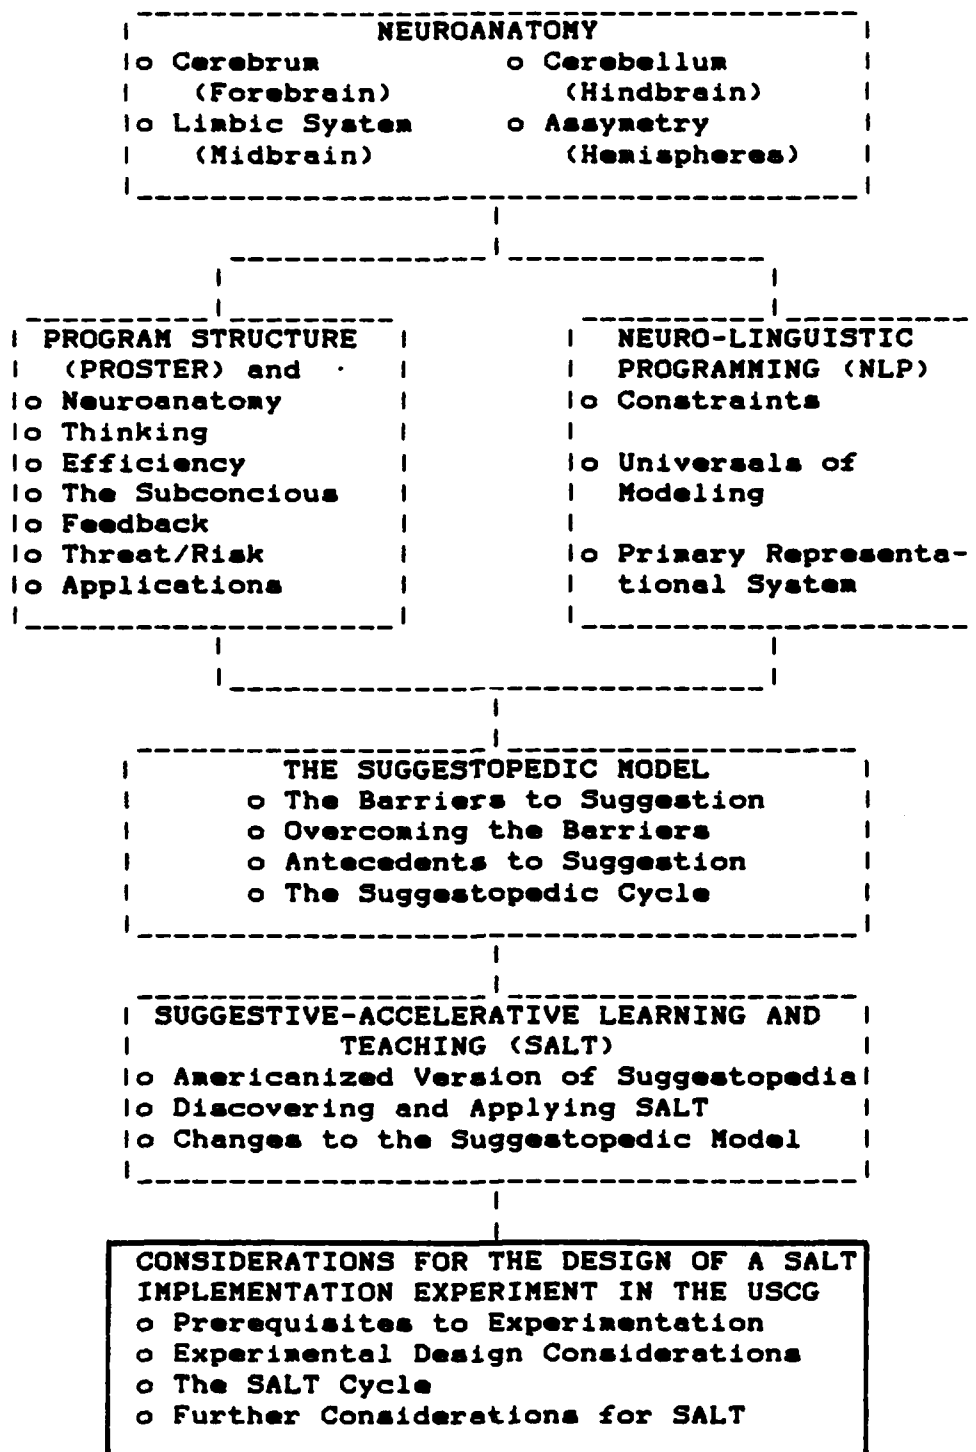 NEUROANATOMY
o Cerebrum o Cerebellum
(Forebrain) (Hindbrain)
o Limbic System o Assymetry
(Midbrain) (Hemispheres)
PROGRAM STRUCTURE
(PROSTER) and
o Neuroanatomy
o Thinking
o Efficiency
o The Subconcious
o Feedback
o Threat/Risk
o Applications
NEURO-LINGUISTIC
PROGRAMMING (NLP)
o Constraints
o Universals of
Modeling
o Primary Representa-
tional System
THE SUGGESTOPEDIC MODEL
o The Barriers to Suggestion
o Overcoming the Barriers
o Antecedents to Suggestion
o The Suggestopedic Cycle
SUGGESTIVE-ACCELERATIVE LEARNING AND
TEACHING (SALT)
o Americanized Version of Suggestopedia
o Discovering and Applying SALT
o Changes to the Suggestopedic Model
CONSIDERATIONS FOR THE DESIGN OF A SALT
IMPLEMENTATION EXPERIMENT IN THE USCG
o Prerequisites to Experimentation
o Experimental Design Considerations
o The SALT Cycle
o Further Considerations for SALT